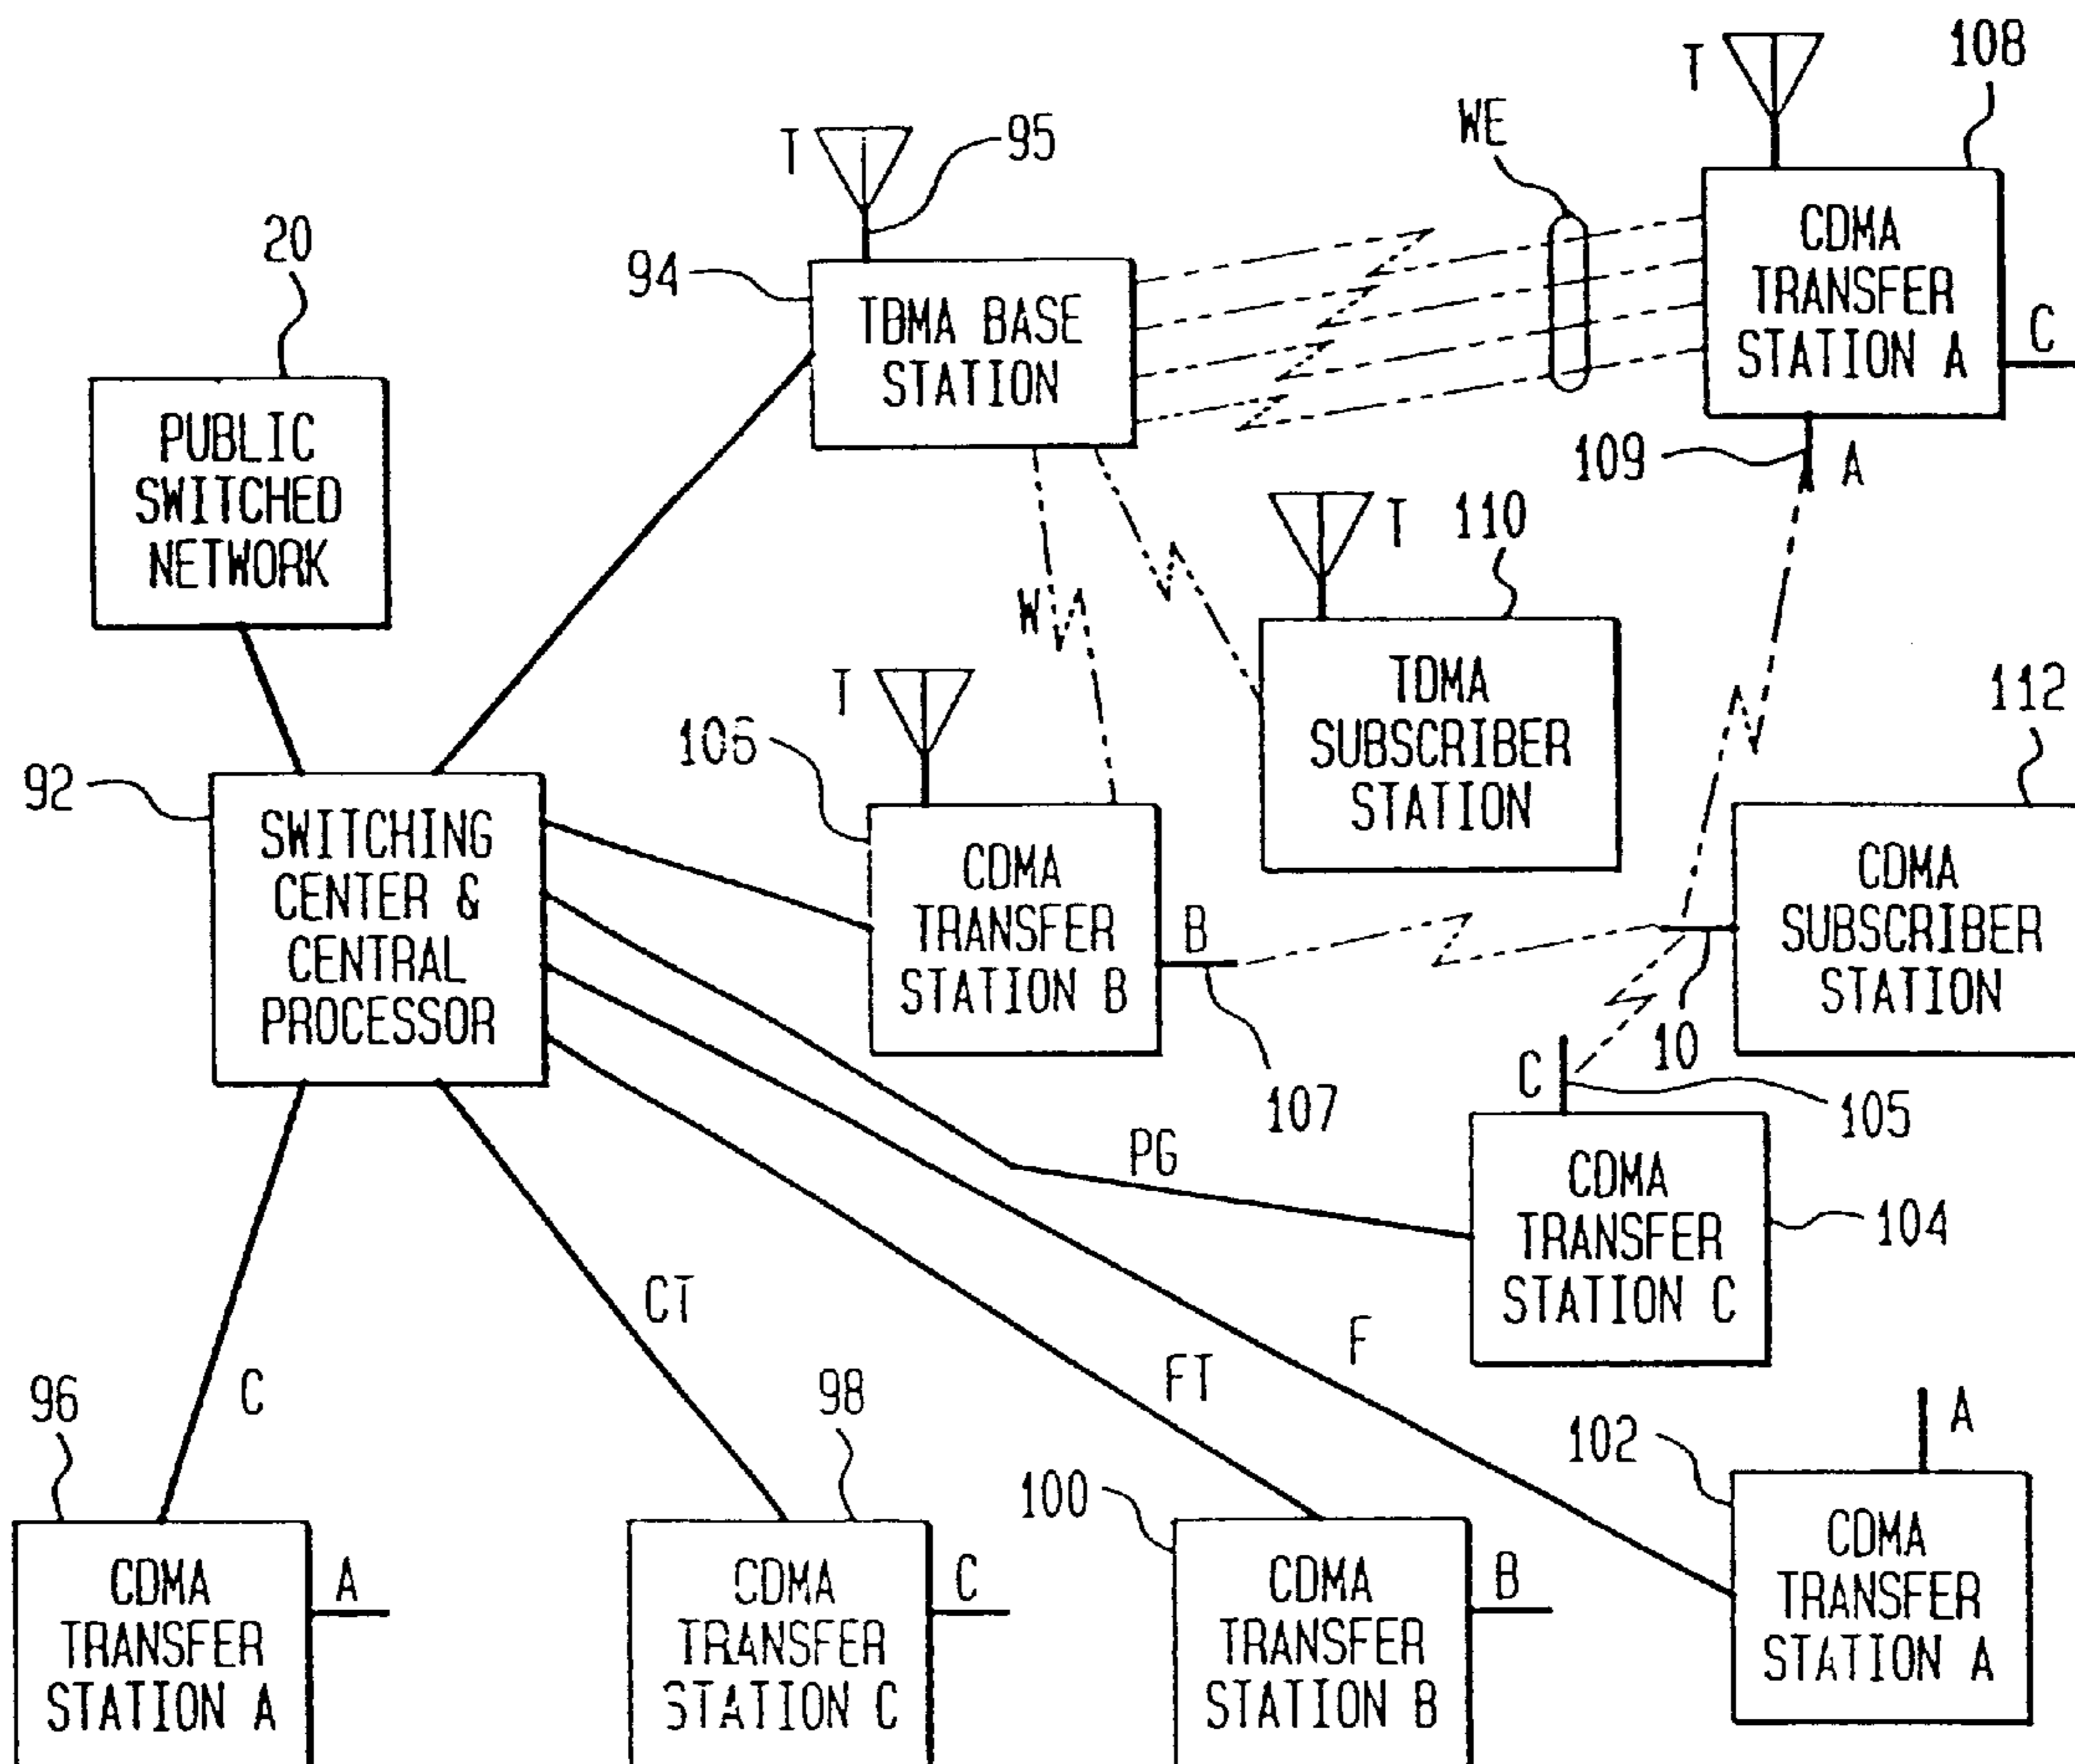 108
T
WE
T
95
20
94
TDMA BASE
STATION
CDMA
TRANSFER
STATION A
C
PUBLIC
SWITCHED
NETWORK
109
A
T
110
W
TDMA
SUBSCRIBER
STATION
112
T
106
92
SWITCHING
CENTER &
CENTRAL
PROCESSOR
CDMA
TRANSFER
STATION B
B
CDMA
SUBSCRIBER
STATION
10
107
C
105
PG
CDMA
TRANSFER
STATION C
104
CT
F
FT
C
96
98
100
102
A
CDMA
TRANSFER
STATION A
A
CDMA
TRANSFER
STATION C
C
CDMA
TRANSFER
STATION B
B
CDMA
TRANSFER
STATION A